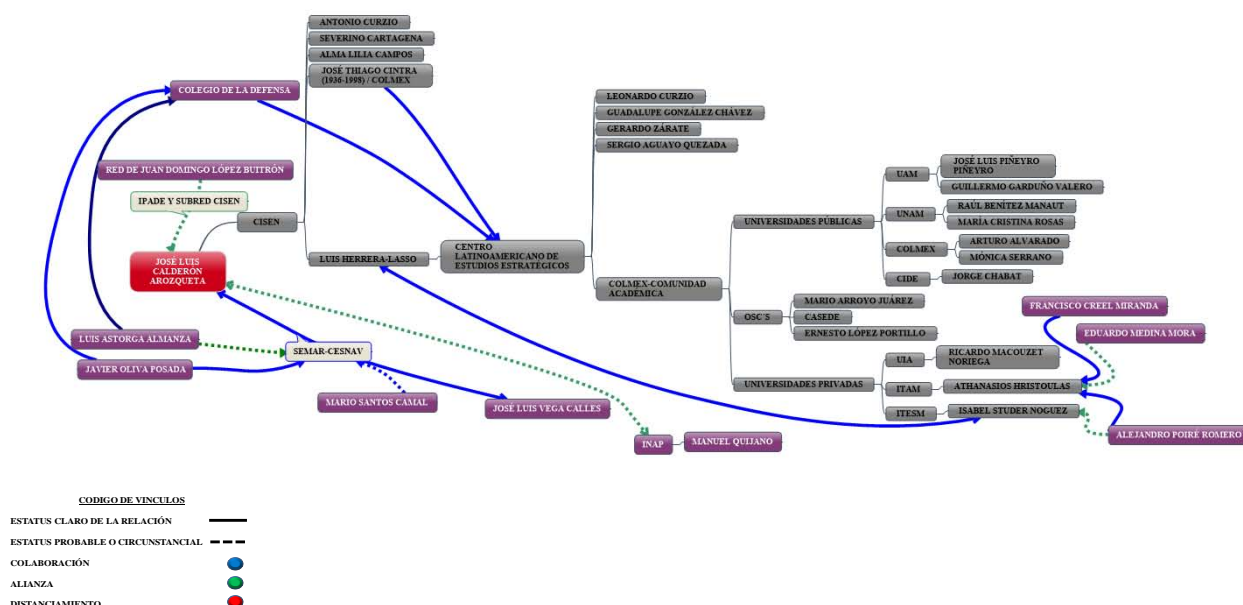 ANTONIO CURZIO
SEVERINO CARTAGENA
ALMA LILIA CAMPOS
JOSÉ THIAGO CINTRA
(1936-1998) / COLMEX
COLEGIO DE LA DEFENSA
RED DE JUAN DOMINGO LÓPEZ BUITRÓN
IPADE Y SUBRED CISEN
CISEN
JOSÉ LUIS
CALDERÓN
AROZQUETA
LUIS HERRERA-LASSO
CENTRO
LATINOAMERICANO DE
ESTUDIOS ESTRATÉGICOS
LEONARDO CURZIO
GUADALUPE GONZÁLEZ CHÁVEZ
GERARDO ZÁRATE
SERGIO AGUAYO QUEZADA
COLMEX-COMUNIDAD
ACADÉMICA
UNIVERSIDADES PÚBLICAS
UAM
JOSÉ LUIS PIÑEYRO
PIÑEYRO
GUILLERMO GARDUÑO VALERO
UNAM
RAÚL BENÍTEZ MANAUT
MARÍA CRISTINA ROSAS
COLMEX
ARTURO ALVARADO
MÓNICA SERRANO
CIDE
JORGE CHABAT
OSC´S
MARIO ARROYO JUÁREZ
CASEDE
ERNESTO LÓPEZ PORTILLO
UNIVERSIDADES PRIVADAS
UIA
RICARDO MACOUZET
NORIEGA
ITAM
ATHANASIOS HRISTOULAS
ITESM
ISABEL STUDER NOGUEZ
FRANCISCO CREEL MIRANDA
EDUARDO MEDINA MORA
ALEJANDRO POIRÉ ROMERO
LUIS ASTORGA ALMANZA
JAVIER OLIVA POSADA
SEMAR-CESNAV
MARIO SANTOS CAMAL
JOSÉ LUIS VEGA CALLES
INAP
MANUEL QUIJANO
CODIGO DE VINCULOS
ESTATUS CLARO DE LA RELACIÓN
ESTATUS PROBABLE O CIRCUNSTANCIAL
COLABORACIÓN
ALIANZA
DISTANCIAMIENTO